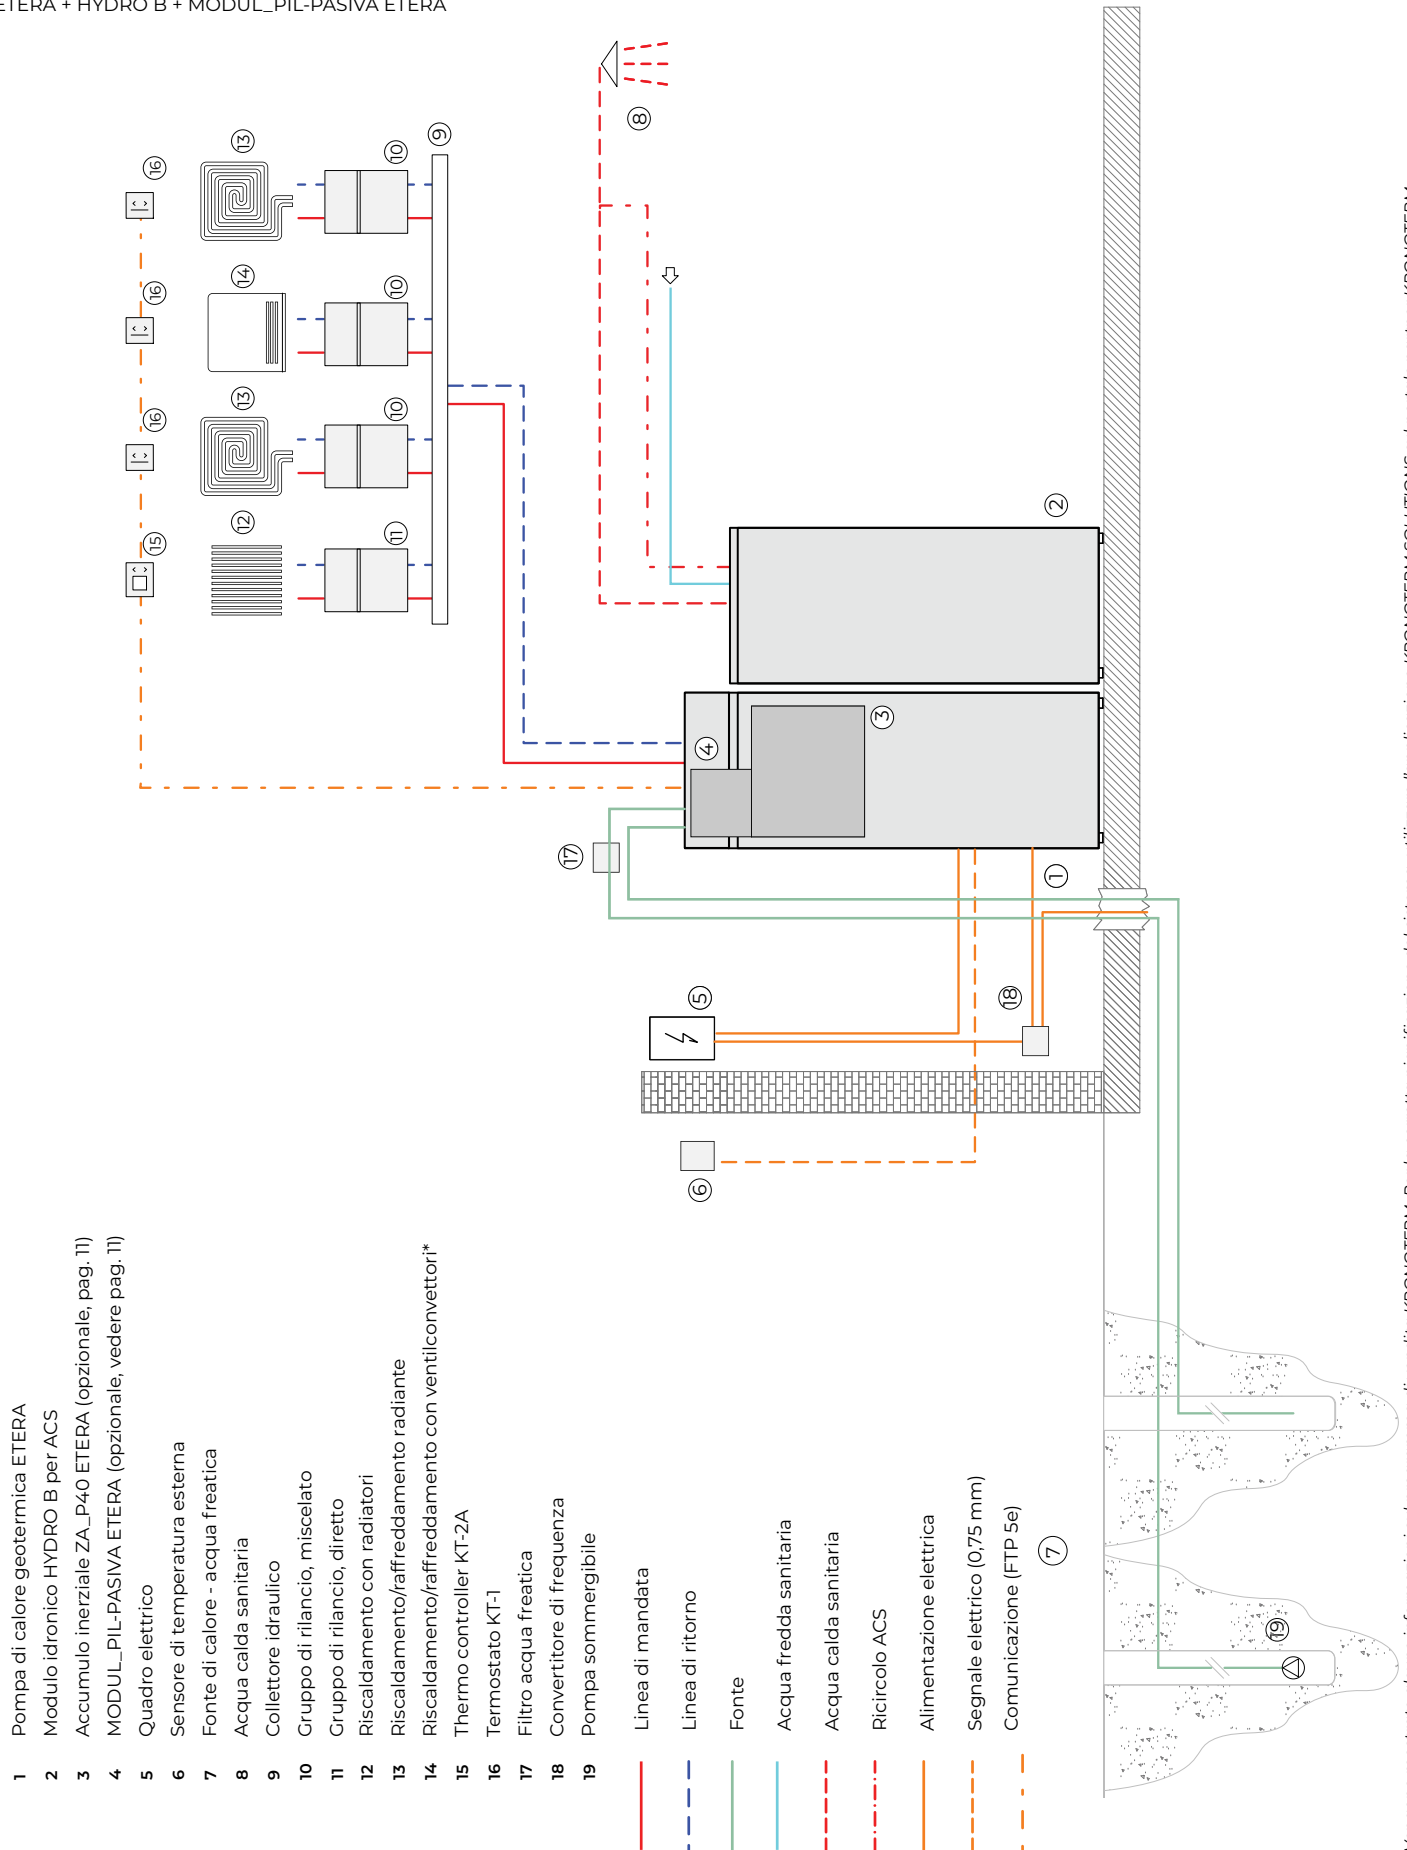 ETERA + HYDRO B + MODUL_PIL-PASIVA ETERA
1 Pompa di calore geotermica ETERA
2 Modulo idronico HYDRO B per ACS
3 Accumulo inerziale ZA_P40 ETERA (opzionale, pag. 11)
4 MODUL_PIL-PASIVA ETERA (opzionale, vedere pag. 11)
5 Quadro elettrico
6 Sensore di temperatura esterna
7 Fonte di calore - acqua freatica
8 Acqua calda sanitaria
9 Collettore idraulico
10 Gruppo di rilancio, miscelato
11 Gruppo di rilancio, diretto
12 Riscaldamento con radiatori
13 Riscaldamento/raffreddamento radiante
14 Riscaldamento/raffreddamento con ventilconvettori*
15 Thermo controller KT-2A
16 Termostato KT-1
17 Filtro acqua freatica
18 Convertitore di frequenza
19 Pompa sommergibile
Linea di mandata
Linea di ritorno
Fonte
Acqua fredda sanitaria
Acqua calda sanitaria
Ricircolo ACS
Alimentazione elettrica
Segnale elettrico (0,75 mm)
Comunicazione (FTP 5e)
15
16
16
16
12
13
14
13
11
10
10
10
9
8
17
4
3
2
1
5
18
6
7
19